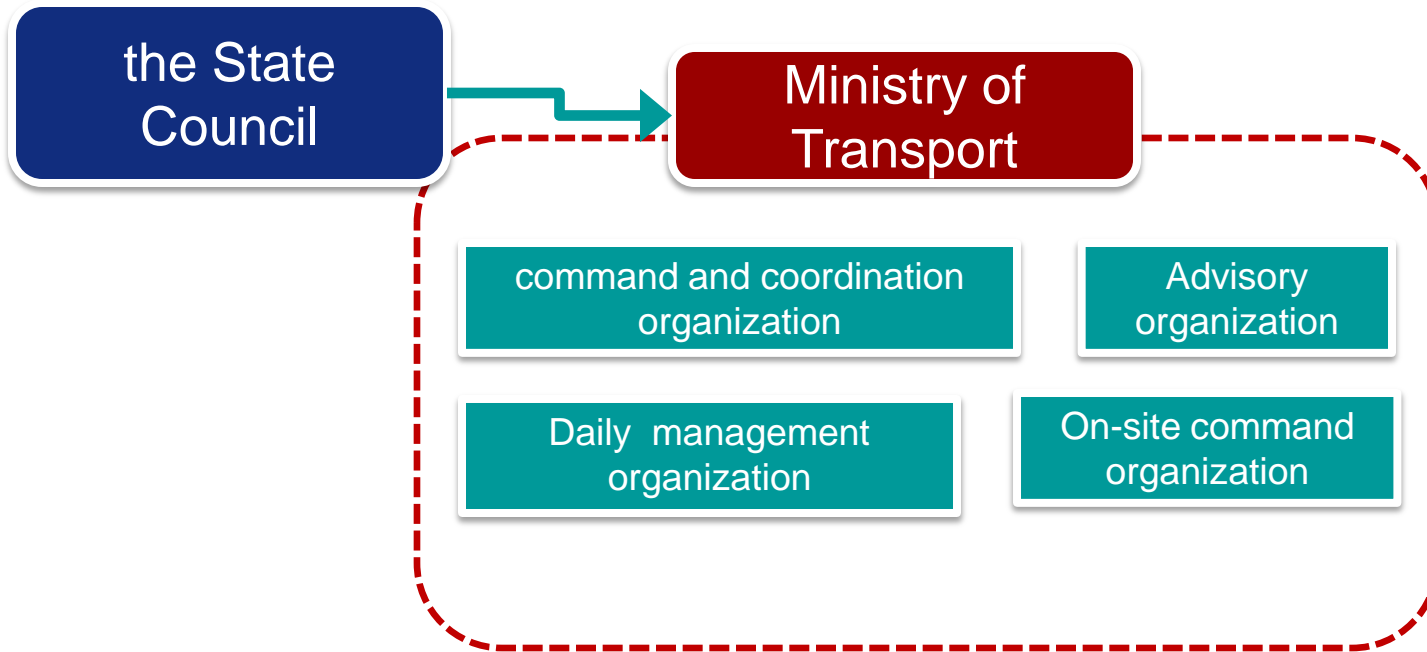 the State
Council
Ministry of
Transport
command and coordination
organization
Advisory
organization
Daily  management
organization
On-site command
organization